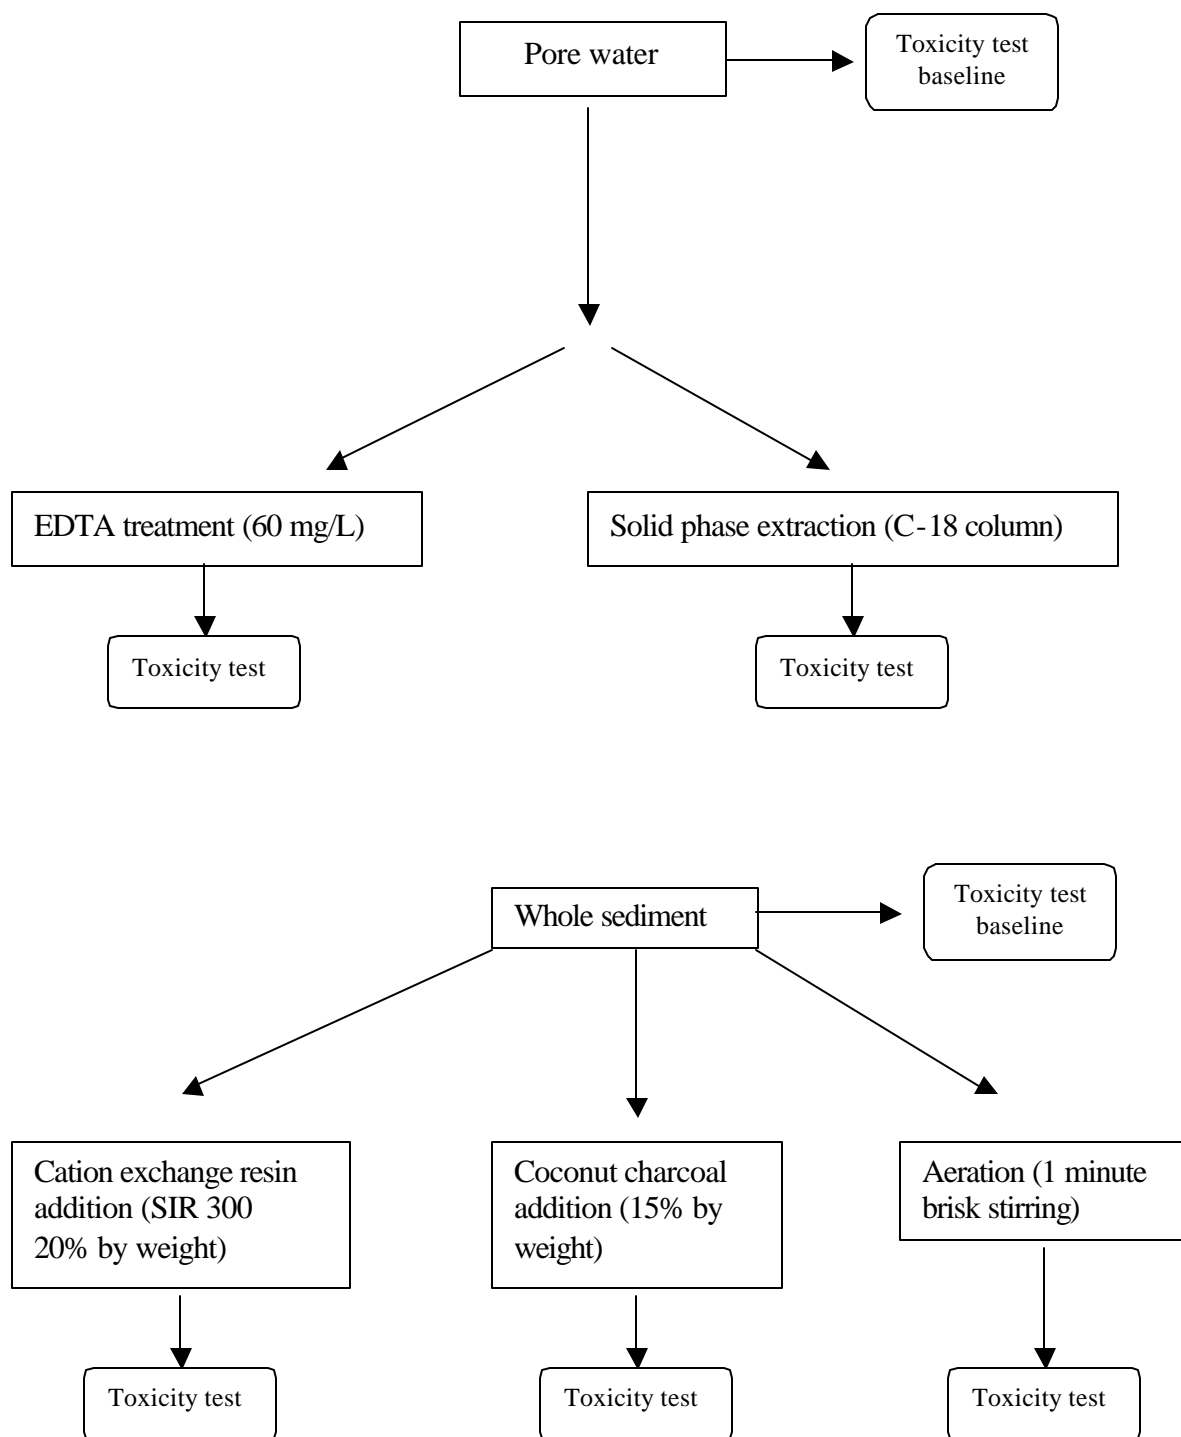 Pore water
Toxicity test
baseline
EDTA treatment (60 mg/L)
Solid phase extraction (C-18 column)
Toxicity test
Toxicity test
Whole sediment
Toxicity test
baseline
Cation exchange resin
addition (SIR 300
20% by weight)
Coconut charcoal
addition (15% by
weight)
Aeration (1 minute
brisk stirring)
Toxicity test
Toxicity test
Toxicity test